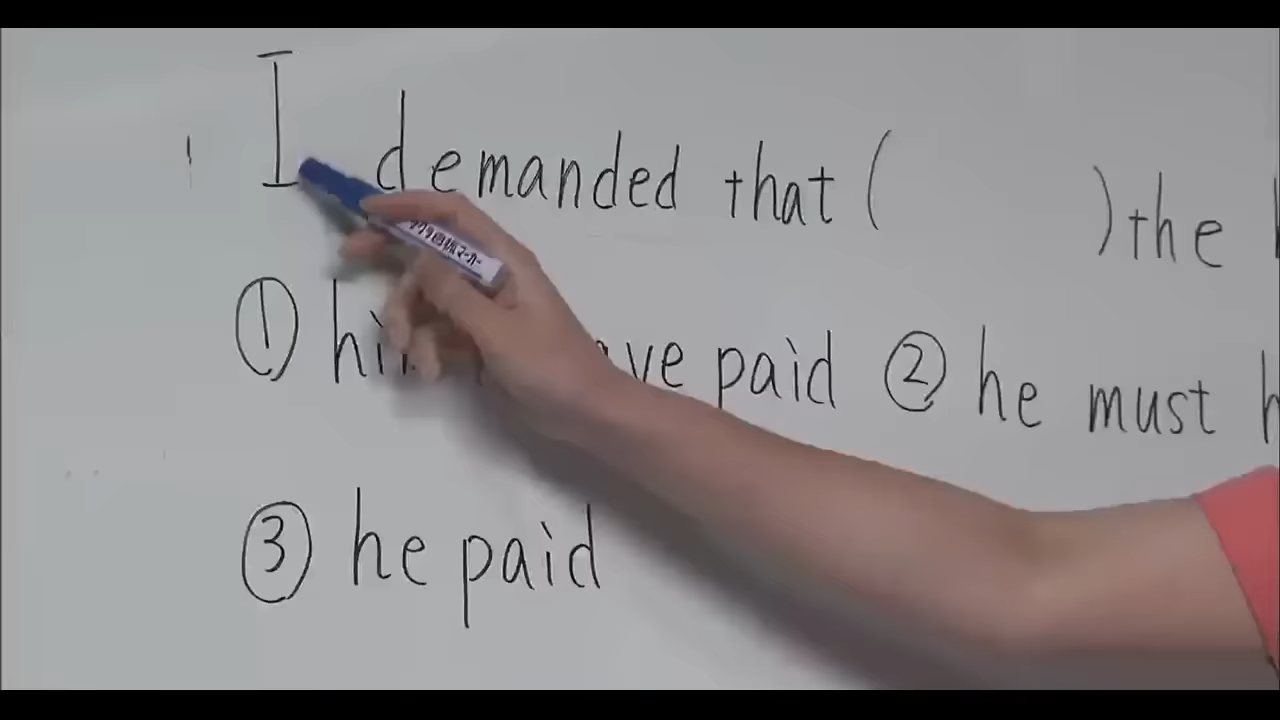 I demanded that ( ) the
① paid ② he must
③ he paid